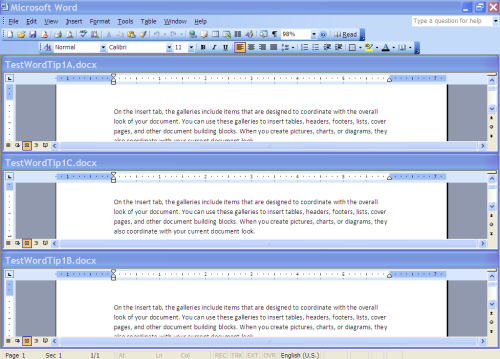 Microsoft Word
File Edit View Insert Format Tools Table Window Help Type a question for help
98% Read
Normal Calibri 11 B I U
TestWordTip1A.docx
On the Insert tab, the galleries include items that are designed to coordinate with the overall
look of your document. You can use these galleries to insert tables, headers, footers, lists, cover
pages, and other document building blocks. When you create pictures, charts, or diagrams, they
also coordinate with your current document look.
TestWordTip1C.docx
On the Insert tab, the galleries include items that are designed to coordinate with the overall
look of your document. You can use these galleries to insert tables, headers, footers, lists, cover
pages, and other document building blocks. When you create pictures, charts, or diagrams, they
also coordinate with your current document look.
TestWordTip1B.docx
On the Insert tab, the galleries include items that are designed to coordinate with the overall
look of your document. You can use these galleries to insert tables, headers, footers, lists, cover
pages, and other document building blocks. When you create pictures, charts, or diagrams, they
Page 1 Sec 1 1/1 At Ln Col REC TRK EXT OVR English (U.S.)